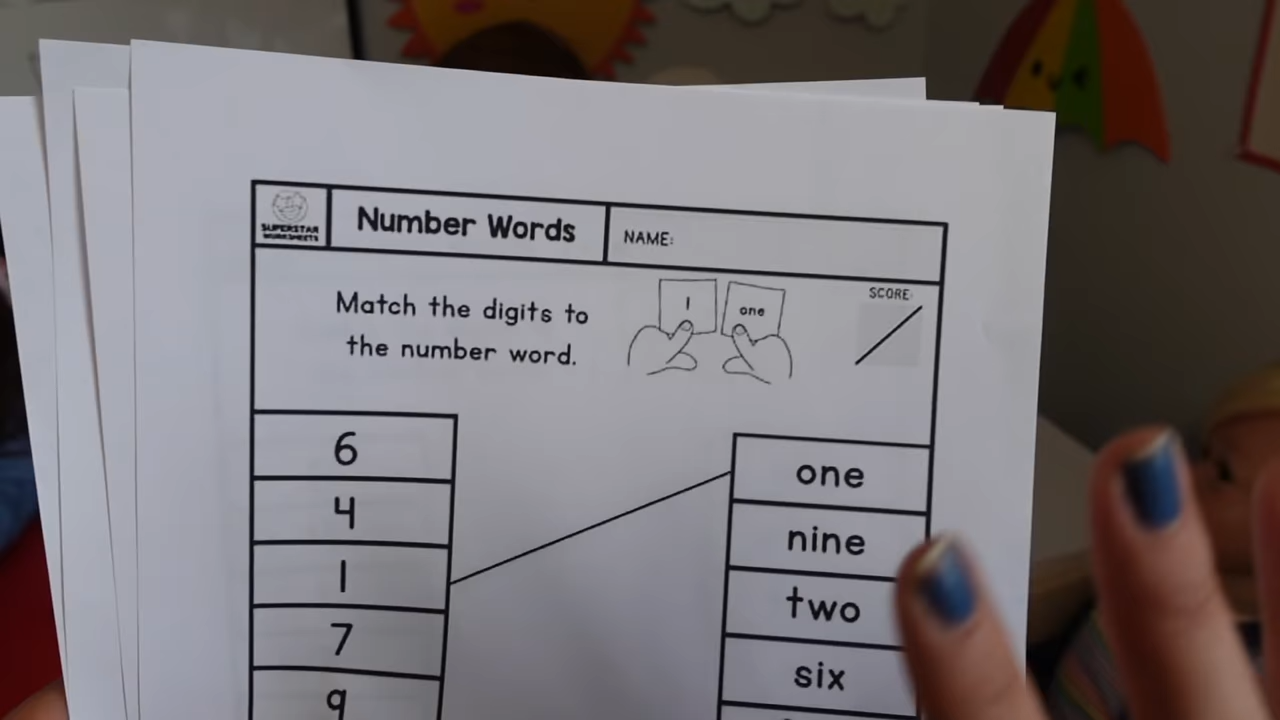 SUPERSTAR
WORKSHEETS
Number Words
NAME:
Match the digits to
the number word.
1
one
SCORE:
6
4
1
7
9
one
nine
two
six